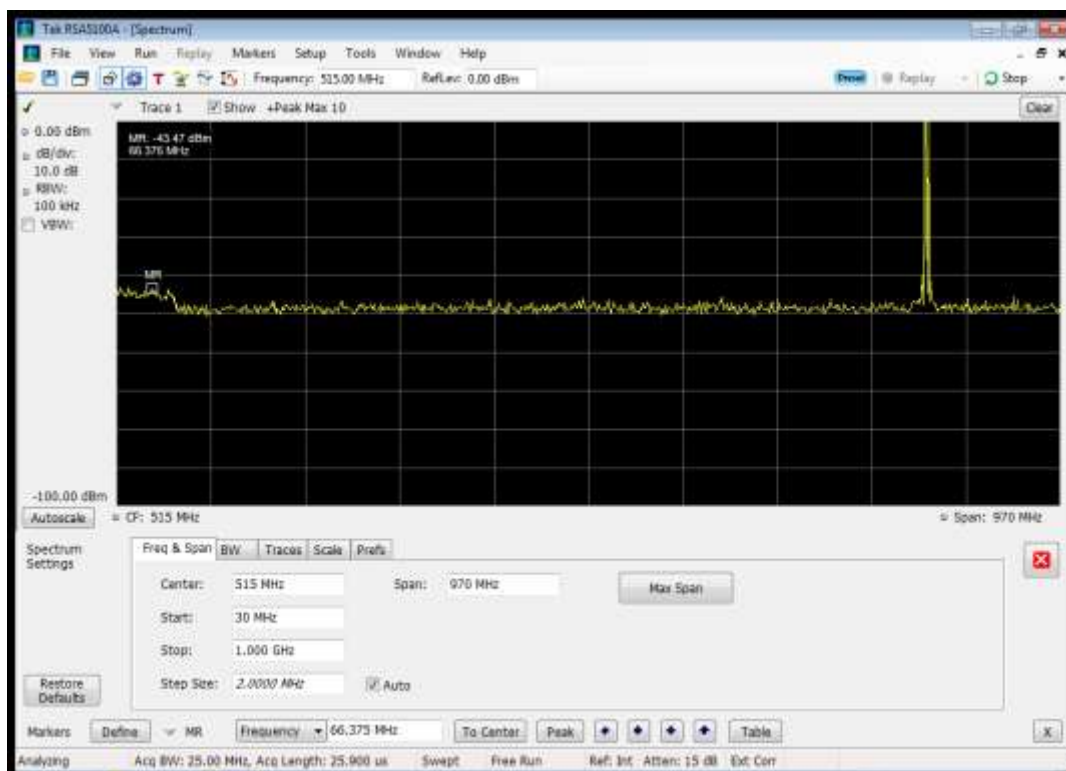 Tek RSA5100A - [Spectrum]
File View Run Replay Markers Setup Tools Window Help
T Frequency: 515.00 MHz RefLev: 0.00 dBm Preset Replay Stop
Trace 1 Show +Peak Max 10 Clear
0.00 dBm
dB/div:
10.0 dB
RBW:
100 kHz
VBW:
MR: -43.47 dBm
66.375 MHz
MR
-100.00 dBm
Autoscale CF: 515 MHz Span: 970 MHz
Spectrum
Settings
Freq & Span BW Traces Scale Prefs
Center: 515 MHz Span: 970 MHz Max Span
Start: 30 MHz
Stop: 1.000 GHz
Step Size: 2.0000 MHz Auto
Restore
Defaults
Markers Define MR Frequency 66.375 MHz To Center Peak Table X
Analyzing Acq BW: 25.00 MHz, Acq Length: 25.900 us Swept Free Run Ref: Int Atten: 15 dB Ext Corr